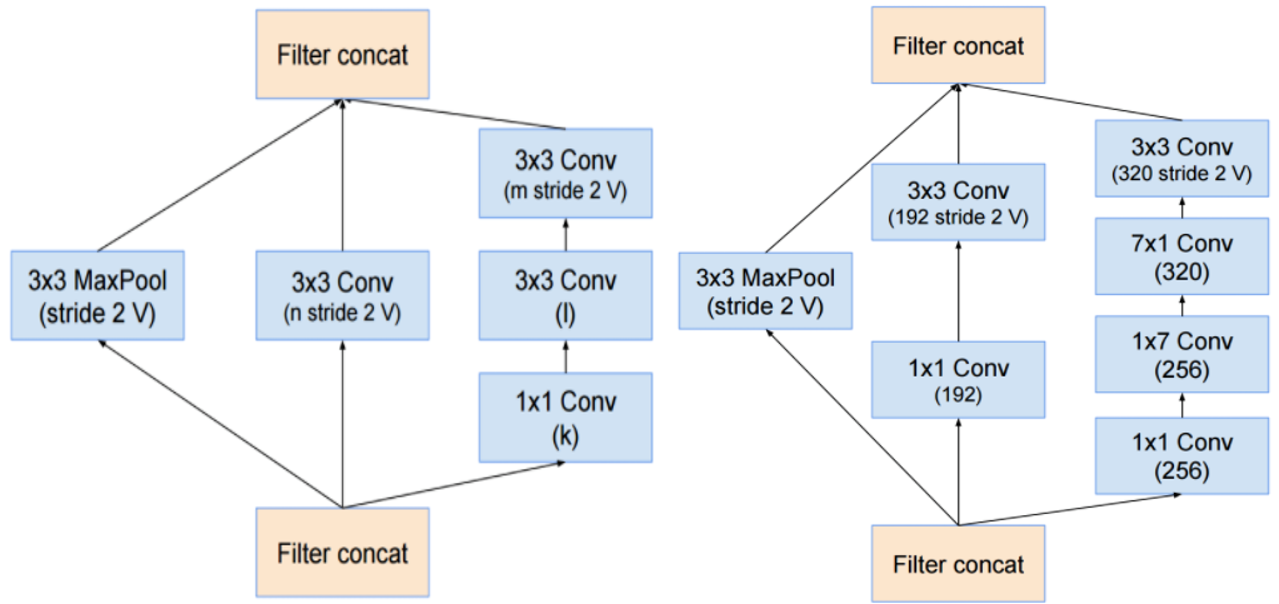 Filter concat
3x3 Conv
(m stride 2 V)
3x3 MaxPool
(stride 2 V)
3x3 Conv
(n stride 2 V)
3x3 Conv
(l)
1x1 Conv
(k)
Filter concat
Filter concat
3x3 Conv
(320 stride 2 V)
3x3 Conv
(192 stride 2 V)
7x1 Conv
(320)
3x3 MaxPool
(stride 2 V)
1x7 Conv
(256)
1x1 Conv
(192)
1x1 Conv
(256)
Filter concat